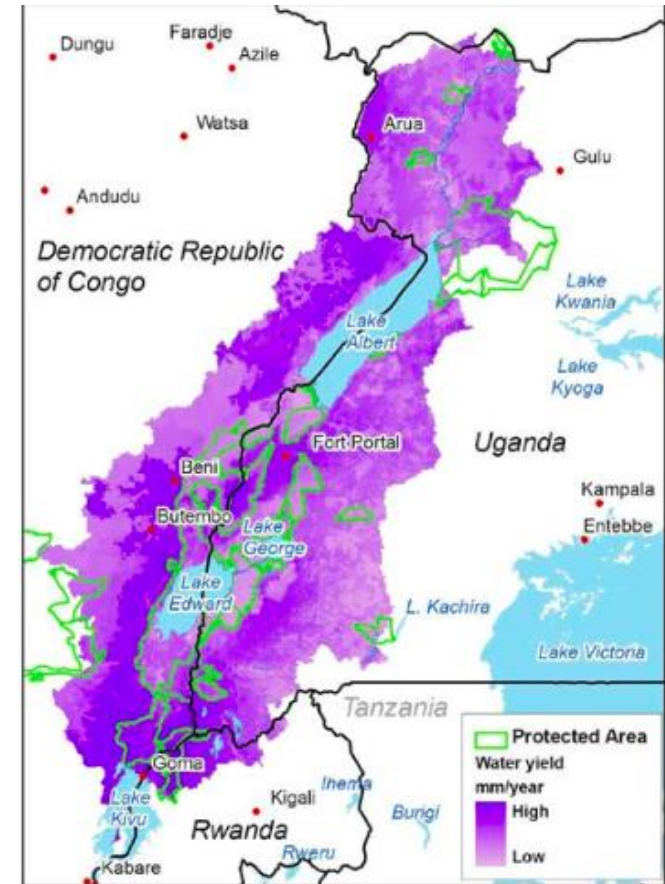 Dungu
Faradje
Azile
Watsa
Arua
Gulu
Andudu
Democratic Republic
of Congo
Lake
Kwania
Lake
Albert
Lake
Kyoga
Fort Portal
Uganda
Beni
Kampala
Butembo
Entebbe
Lake
George
Lake
Edward
L. Kachira
Lake Victoria
Tanzania
Protected Area
Water yield
mm/year
High
Low
Goma
Ihema
Lake
Kivu
Kigali
Burigi
Rwanda
Rweru
Kabare